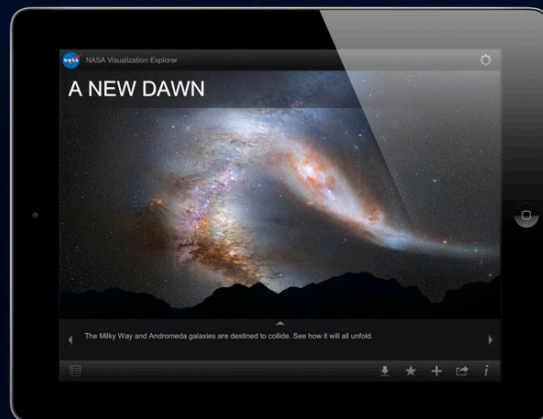 NASA
NASA Visualization Explorer
A NEW DAWN
The Milky Way and Andromeda galaxies are destined to collide. See how it will all unfold.
i